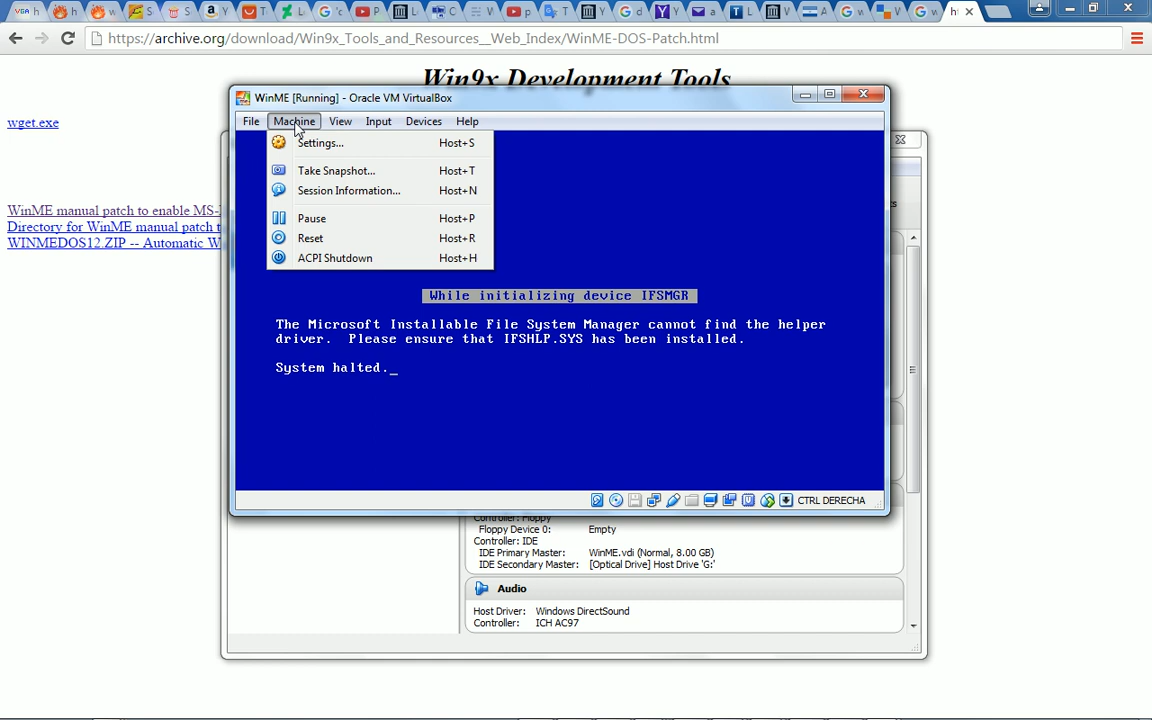 https://archive.org/download/Win9x_Tools_and_Resources__Web_Index/WinME-DOS-Patch.html
Win9x Development Tools
wget.exe
WinME manual patch to enable MS-
Directory for WinME manual patch t
WINMEDOS12.ZIP -- Automatic W
WinME [Running] - Oracle VM VirtualBox
File Machine View Input Devices Help
Settings... Host+S
Take Snapshot... Host+T
Session Information... Host+N
Pause Host+P
Reset Host+R
ACPI Shutdown Host+H
While initializing device IFSMGR
The Microsoft Installable File System Manager cannot find the helper
driver. Please ensure that IFSHLP.SYS has been installed.
System halted._
CTRL DERECHA
Controller: Floppy
Floppy Device 0: Empty
Controller: IDE
IDE Primary Master: WinME.vdi (Normal, 8.00 GB)
IDE Secondary Master: [Optical Drive] Host Drive 'G:'
Audio
Host Driver: Windows DirectSound
Controller: ICH AC97